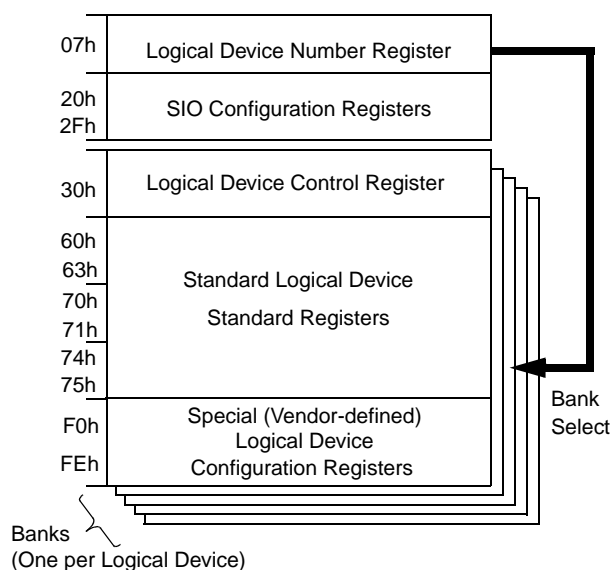 07h
Logical Device Number Register
20h
2Fh
SIO Configuration Registers
30h
Logical Device Control Register
60h
63h
70h
71h
74h
75h
Standard Logical Device
Standard Registers
F0h
FEh
Special (Vendor-defined)
Logical Device
Configuration Registers
Bank
Select
Banks
(One per Logical Device)